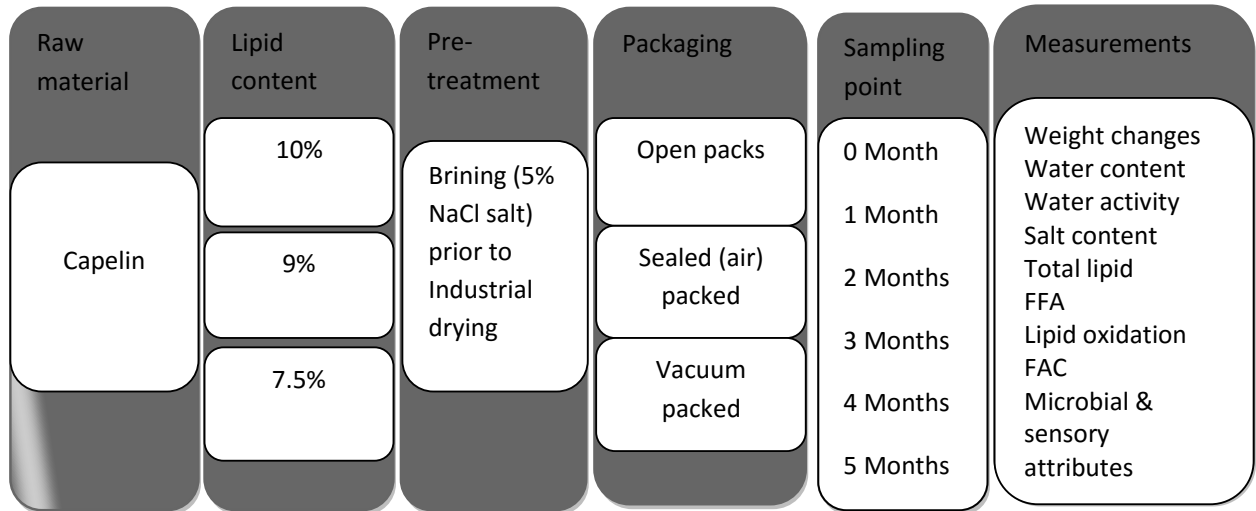 Raw
material
Capelin
Lipid
content
10%
9%
7.5%
Pre-
treatment
Brining (5%
NaCl salt)
prior to
Industrial
drying
Packaging
Open packs
Sealed (air)
packed
Vacuum
packed
Sampling
point
0 Month
1 Month
2 Months
3 Months
4 Months
5 Months
Measurements
Weight changes
Water content
Water activity
Salt content
Total lipid
FFA
Lipid oxidation
FAC
Microbial &
sensory
attributes